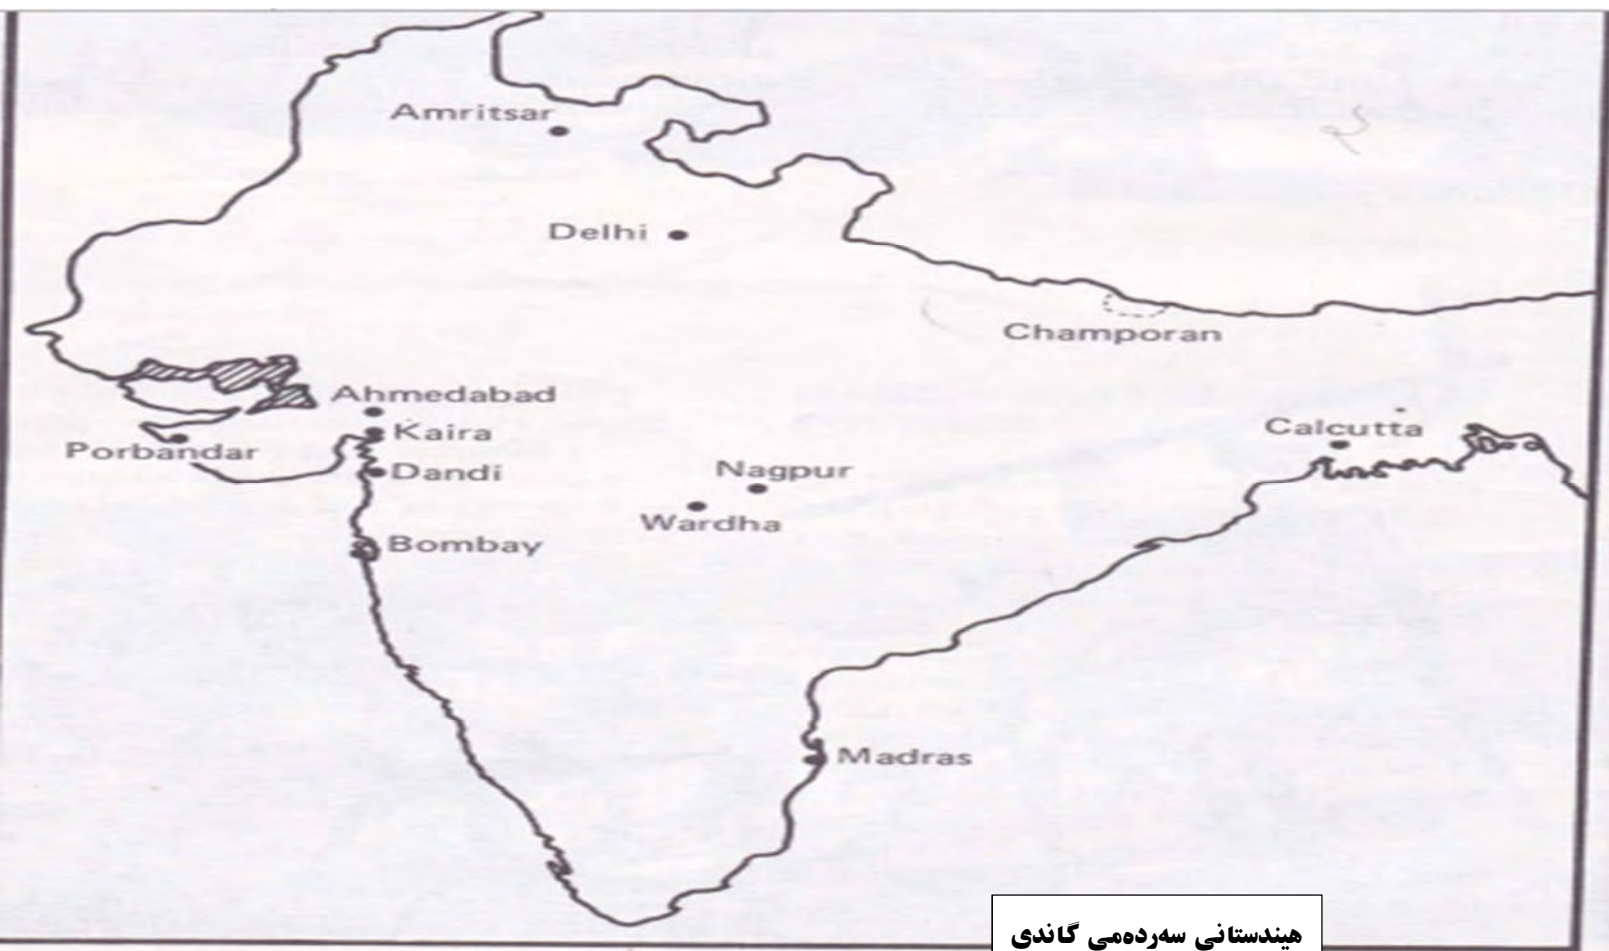 Amritsar
Delhi
Champoran
Ahmedabad
Calcutta
Kaira
Porbandar
Dandi
Nagpur
Wardha
Bombay
Madras
هیندستانی سەردەمی گاندی